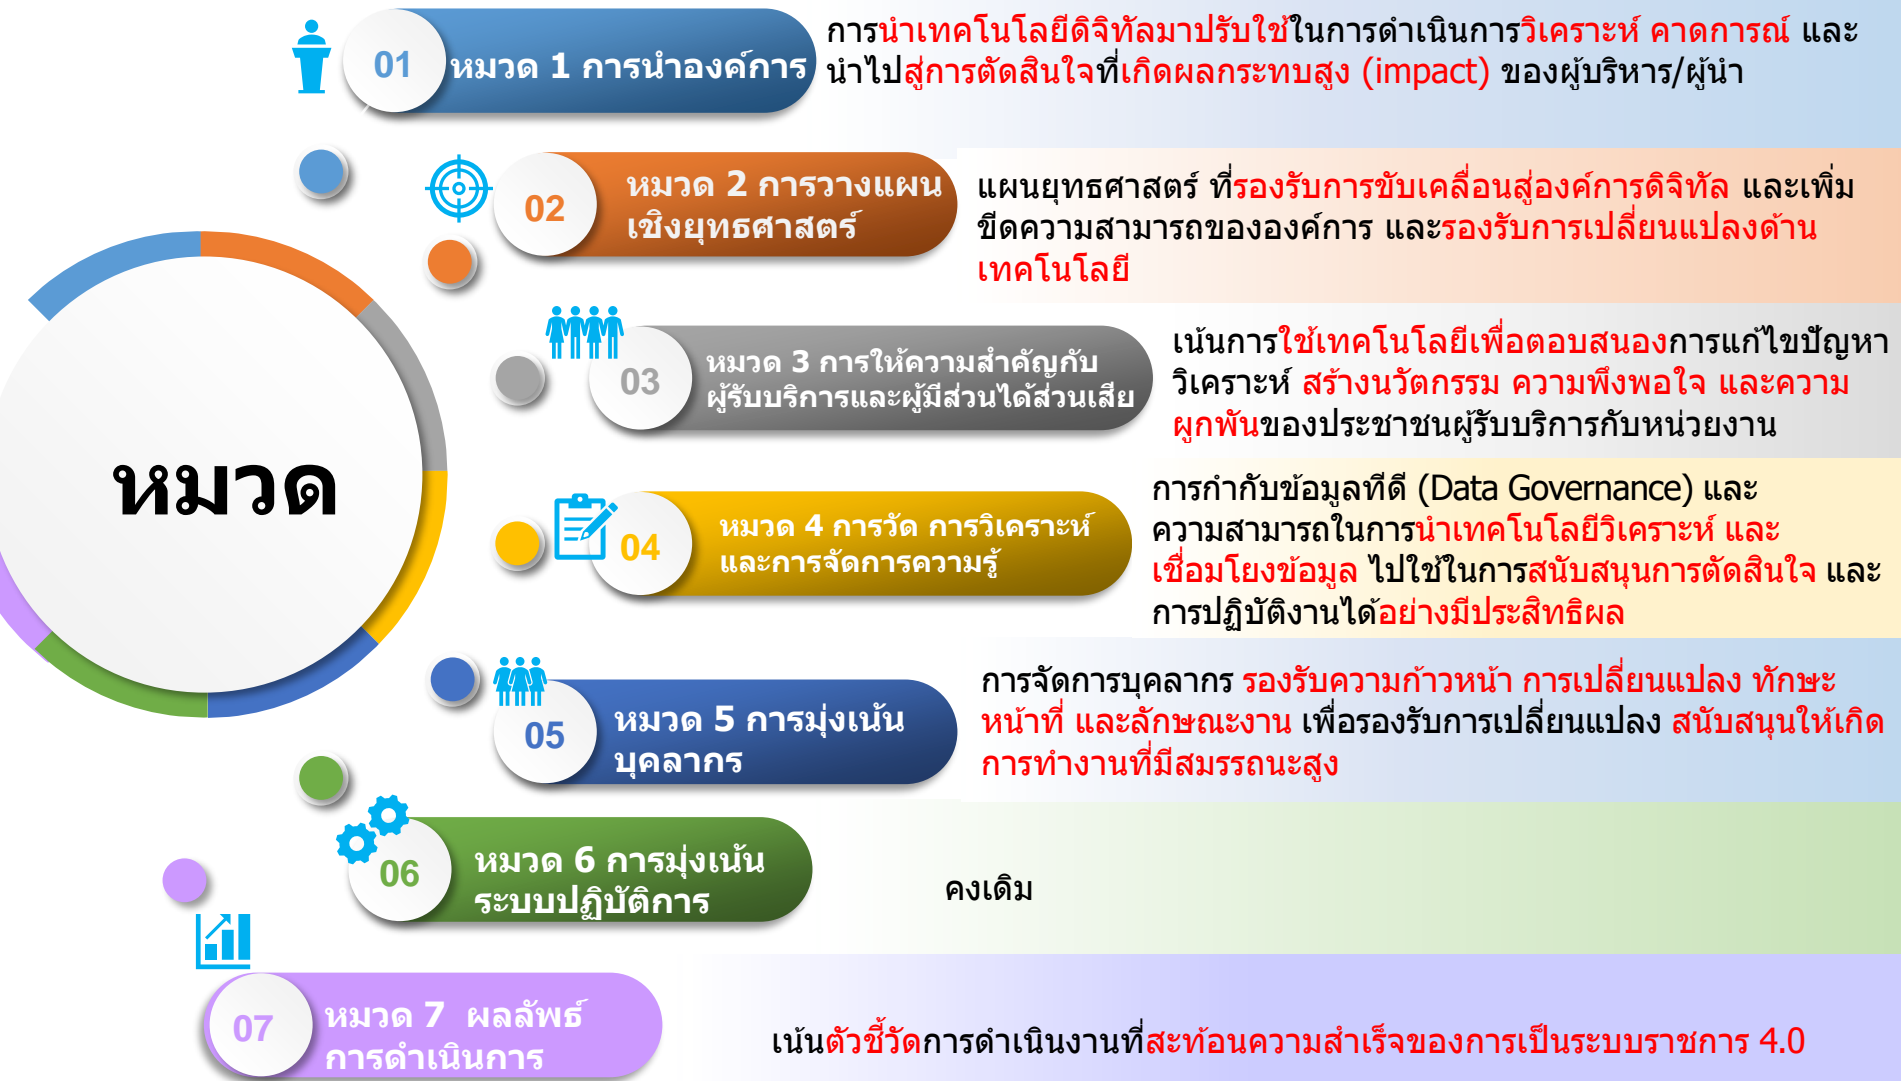 หมวด
01
หมวด 1 การนำองค์การ
การนำเทคโนโลยีดิจิทัลมาปรับใช้ในการดำเนินการวิเคราะห์ คาดการณ์ และ
นำไปสู่การตัดสินใจที่เกิดผลกระทบสูง (impact) ของผู้บริหาร/ผู้นำ
02
หมวด 2 การวางแผน
เชิงยุทธศาสตร์
แผนยุทธศาสตร์ ที่รองรับการขับเคลื่อนสู่องค์การดิจิทัล และเพิ่ม
ขีดความสามารถขององค์การ และรองรับการเปลี่ยนแปลงด้าน
เทคโนโลยี
03
หมวด 3 การให้ความสำคัญกับ
ผู้รับบริการและผู้มีส่วนได้ส่วนเสีย
เน้นการใช้เทคโนโลยีเพื่อตอบสนองการแก้ไขปัญหา
วิเคราะห์ สร้างนวัตกรรม ความพึงพอใจ และความ
ผูกพันของประชาชนผู้รับบริการกับหน่วยงาน
04
หมวด 4 การวัด การวิเคราะห์
และการจัดการความรู้
การกำกับข้อมูลที่ดี (Data Governance) และ
ความสามารถในการนำเทคโนโลยีวิเคราะห์ และ
เชื่อมโยงข้อมูล ไปใช้ในการสนับสนุนการตัดสินใจ และ
การปฏิบัติงานได้อย่างมีประสิทธิผล
05
หมวด 5 การมุ่งเน้น
บุคลากร
การจัดการบุคลากร รองรับความก้าวหน้า การเปลี่ยนแปลง ทักษะ
หน้าที่ และลักษณะงาน เพื่อรองรับการเปลี่ยนแปลง สนับสนุนให้เกิด
การทำงานที่มีสมรรถนะสูง
06
หมวด 6 การมุ่งเน้น
ระบบปฏิบัติการ
คงเดิม
07
หมวด 7 ผลลัพธ์
การดำเนินการ
เน้นตัวชี้วัดการดำเนินงานที่สะท้อนความสำเร็จของการเป็นระบบราชการ 4.0